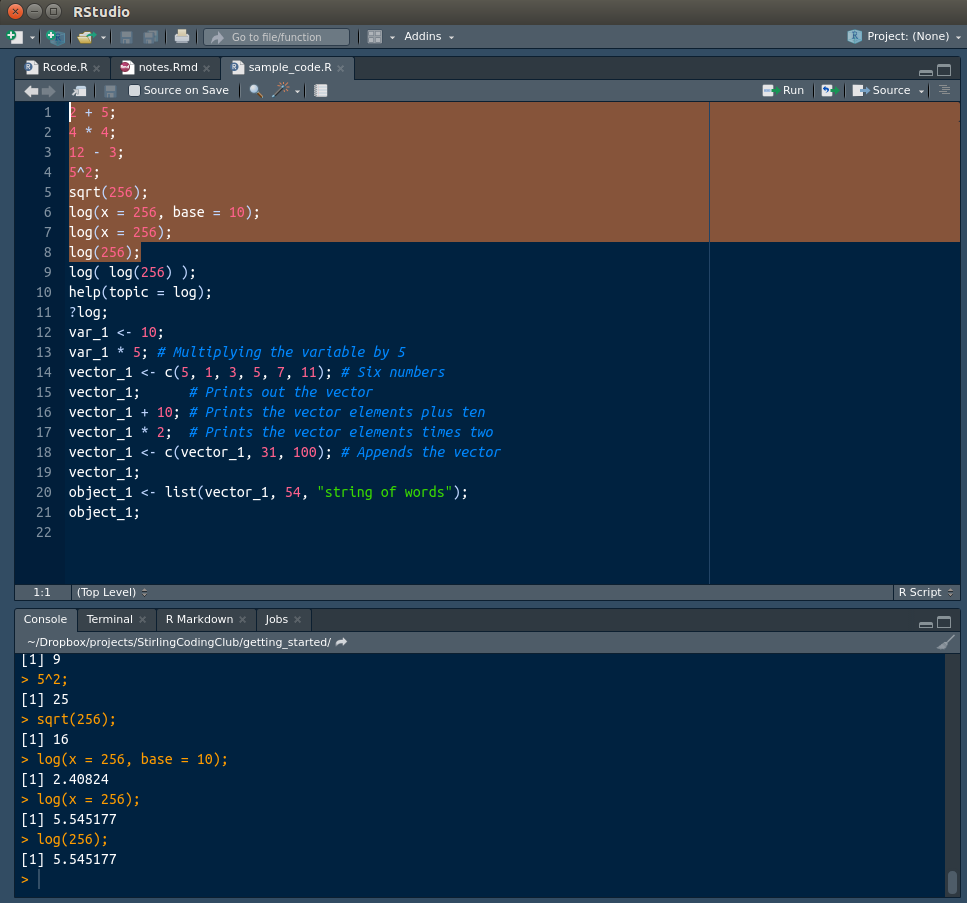 RStudio
Go to file/function Addins Project: (None)
Rcode.R notes.Rmd sample_code.R
Source on Save Run Source
1 2 + 5;
2 4 * 4;
3 12 - 3;
4 5^2;
5 sqrt(256);
6 log(x = 256, base = 10);
7 log(x = 256);
8 log(256);
9 log( log(256) );
10 help(topic = log);
11 ?log;
12 var_1 <- 10;
13 var_1 * 5; # Multiplying the variable by 5
14 vector_1 <- c(5, 1, 3, 5, 7, 11); # Six numbers
15 vector_1;      # Prints out the vector
16 vector_1 + 10; # Prints the vector elements plus ten
17 vector_1 * 2;  # Prints the vector elements times two
18 vector_1 <- c(vector_1, 31, 100); # Appends the vector
19 vector_1;
20 object_1 <- list(vector_1, 54, "string of words");
21 object_1;
22
1:1 (Top Level) R Script
Console Terminal R Markdown Jobs
~/Dropbox/projects/StirlingCodingClub/getting_started/
[1] 9
> 5^2;
[1] 25
> sqrt(256);
[1] 16
> log(x = 256, base = 10);
[1] 2.40824
> log(x = 256);
[1] 5.545177
> log(256);
[1] 5.545177
>